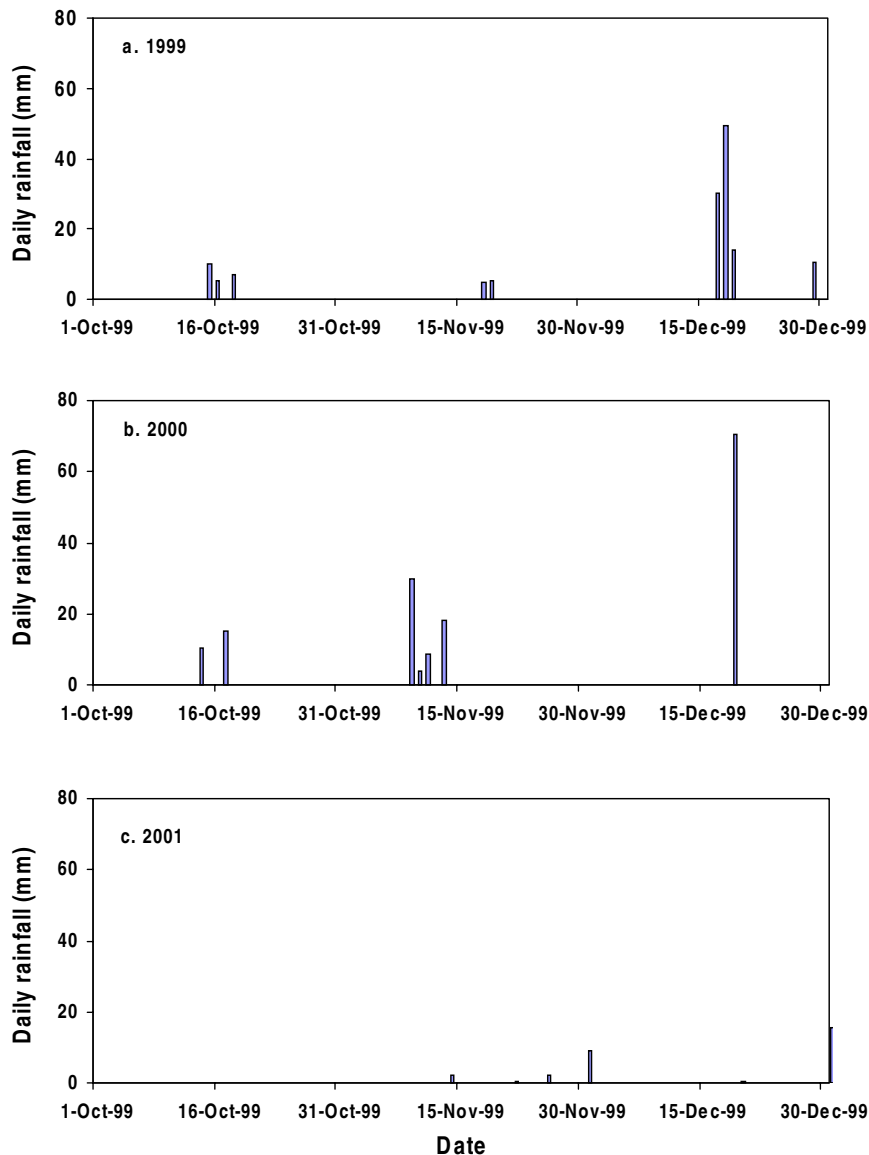 80
a. 1999
60
40
20
0
Daily rainfall (mm)
1-Oct-99 16-Oct-99 31-Oct-99 15-Nov-99 30-Nov-99 15-Dec-99 30-Dec-99
80
b. 2000
60
40
20
0
Daily rainfall (mm)
1-Oct-99 16-Oct-99 31-Oct-99 15-Nov-99 30-Nov-99 15-Dec-99 30-Dec-99
80
c. 2001
60
40
20
0
Daily rainfall (mm)
1-Oct-99 16-Oct-99 31-Oct-99 15-Nov-99 30-Nov-99 15-Dec-99 30-Dec-99
Date